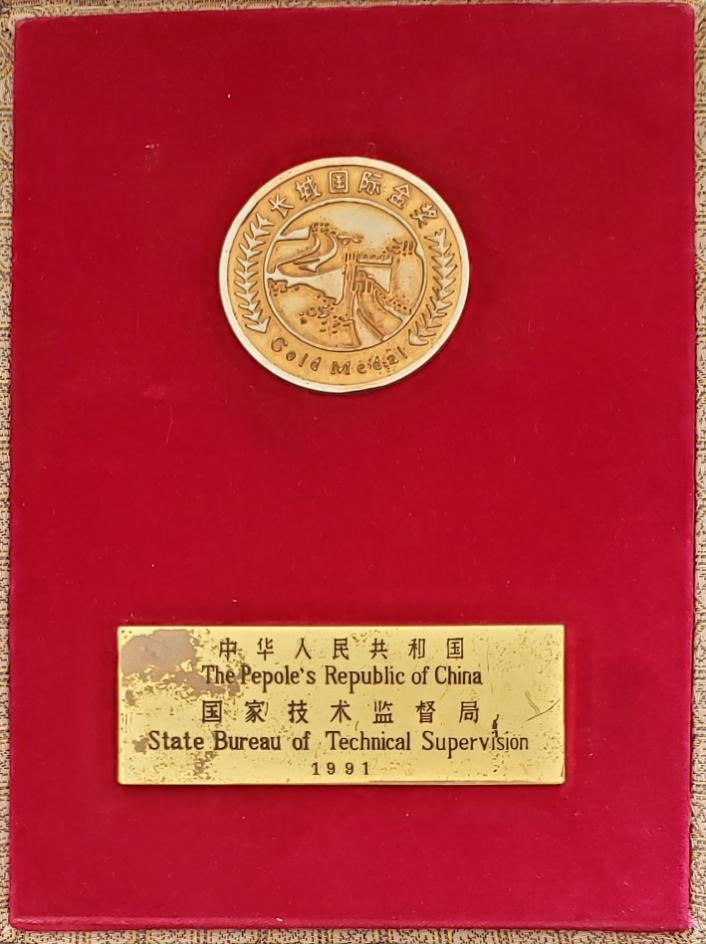 长城国际金奖
Gold Medal
中华人民共和国
The Pepole's Republic of China
国家技术监督局
State Bureau of Technical Supervision
1991